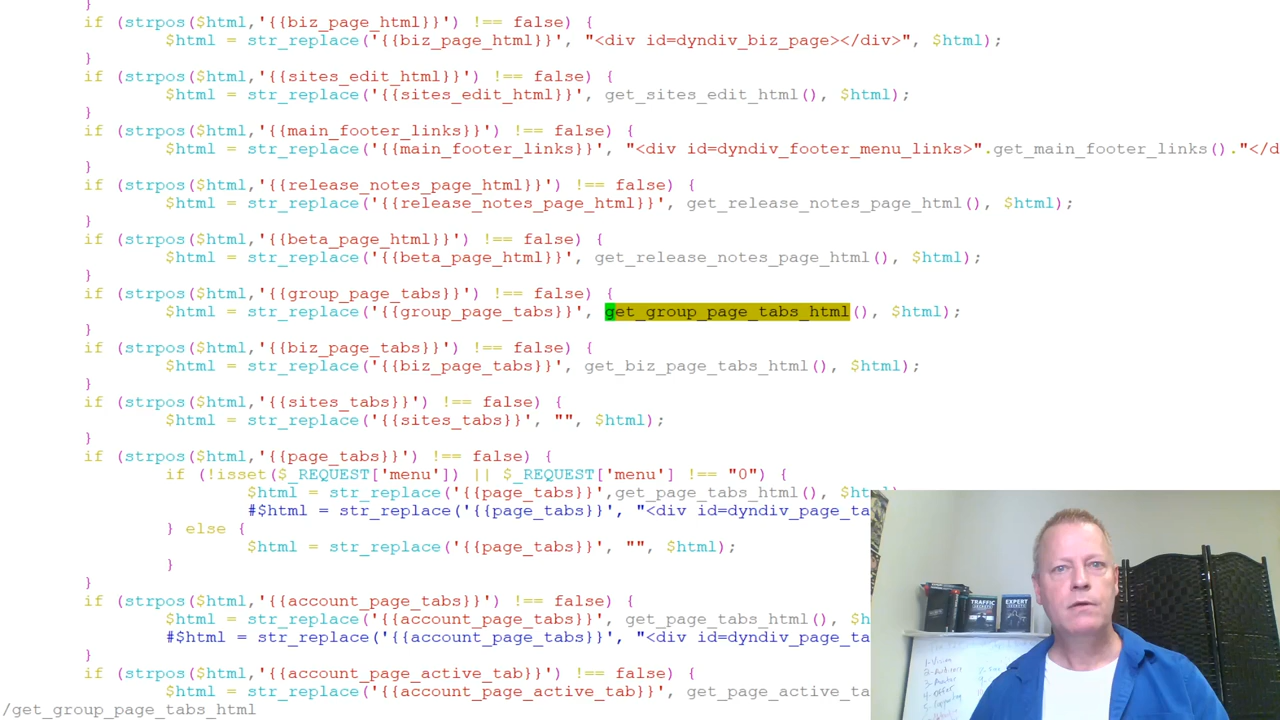 }
if (strpos($html,'{{biz_page_html}}') !== false) {
$html = str_replace('{{biz_page_html}}', "<div id=dyndiv_biz_page></div>", $html);
}
if (strpos($html,'{{sites_edit_html}}') !== false) {
$html = str_replace('{{sites_edit_html}}', get_sites_edit_html(), $html);
}
if (strpos($html,'{{main_footer_links}}') !== false) {
$html = str_replace('{{main_footer_links}}', "<div id=dyndiv_footer_menu_links>".get_main_footer_links()."</d
}
if (strpos($html,'{{release_notes_page_html}}') !== false) {
$html = str_replace('{{release_notes_page_html}}', get_release_notes_page_html(), $html);
}
if (strpos($html,'{{beta_page_html}}') !== false) {
$html = str_replace('{{beta_page_html}}', get_release_notes_page_html(), $html);
}
if (strpos($html,'{{group_page_tabs}}') !== false) {
$html = str_replace('{{group_page_tabs}}', get_group_page_tabs_html(), $html);
}
if (strpos($html,'{{biz_page_tabs}}') !== false) {
$html = str_replace('{{biz_page_tabs}}', get_biz_page_tabs_html(), $html);
}
if (strpos($html,'{{sites_tabs}}') !== false) {
$html = str_replace('{{sites_tabs}}', "", $html);
}
if (strpos($html,'{{page_tabs}}') !== false) {
if (!isset($_REQUEST['menu']) || $_REQUEST['menu'] !== "0") {
$html = str_replace('{{page_tabs}}',get_page_tabs_html(), $html)
#$html = str_replace('{{page_tabs}}', "<div id=dyndiv_page_ta
} else {
$html = str_replace('{{page_tabs}}', "", $html);
}
}
if (strpos($html,'{{account_page_tabs}}') !== false) {
$html = str_replace('{{account_page_tabs}}', get_page_tabs_html(), $h
#$html = str_replace('{{account_page_tabs}}', "<div id=dyndiv_page_ta
}
if (strpos($html,'{{account_page_active_tab}}') !== false) {
$html = str_replace('{{account_page_active_tab}}', get_page_active_ta
/get_group_page_tabs_html
TRAFFIC
SECRETS
EXPERT
SECRETS
1-Vision